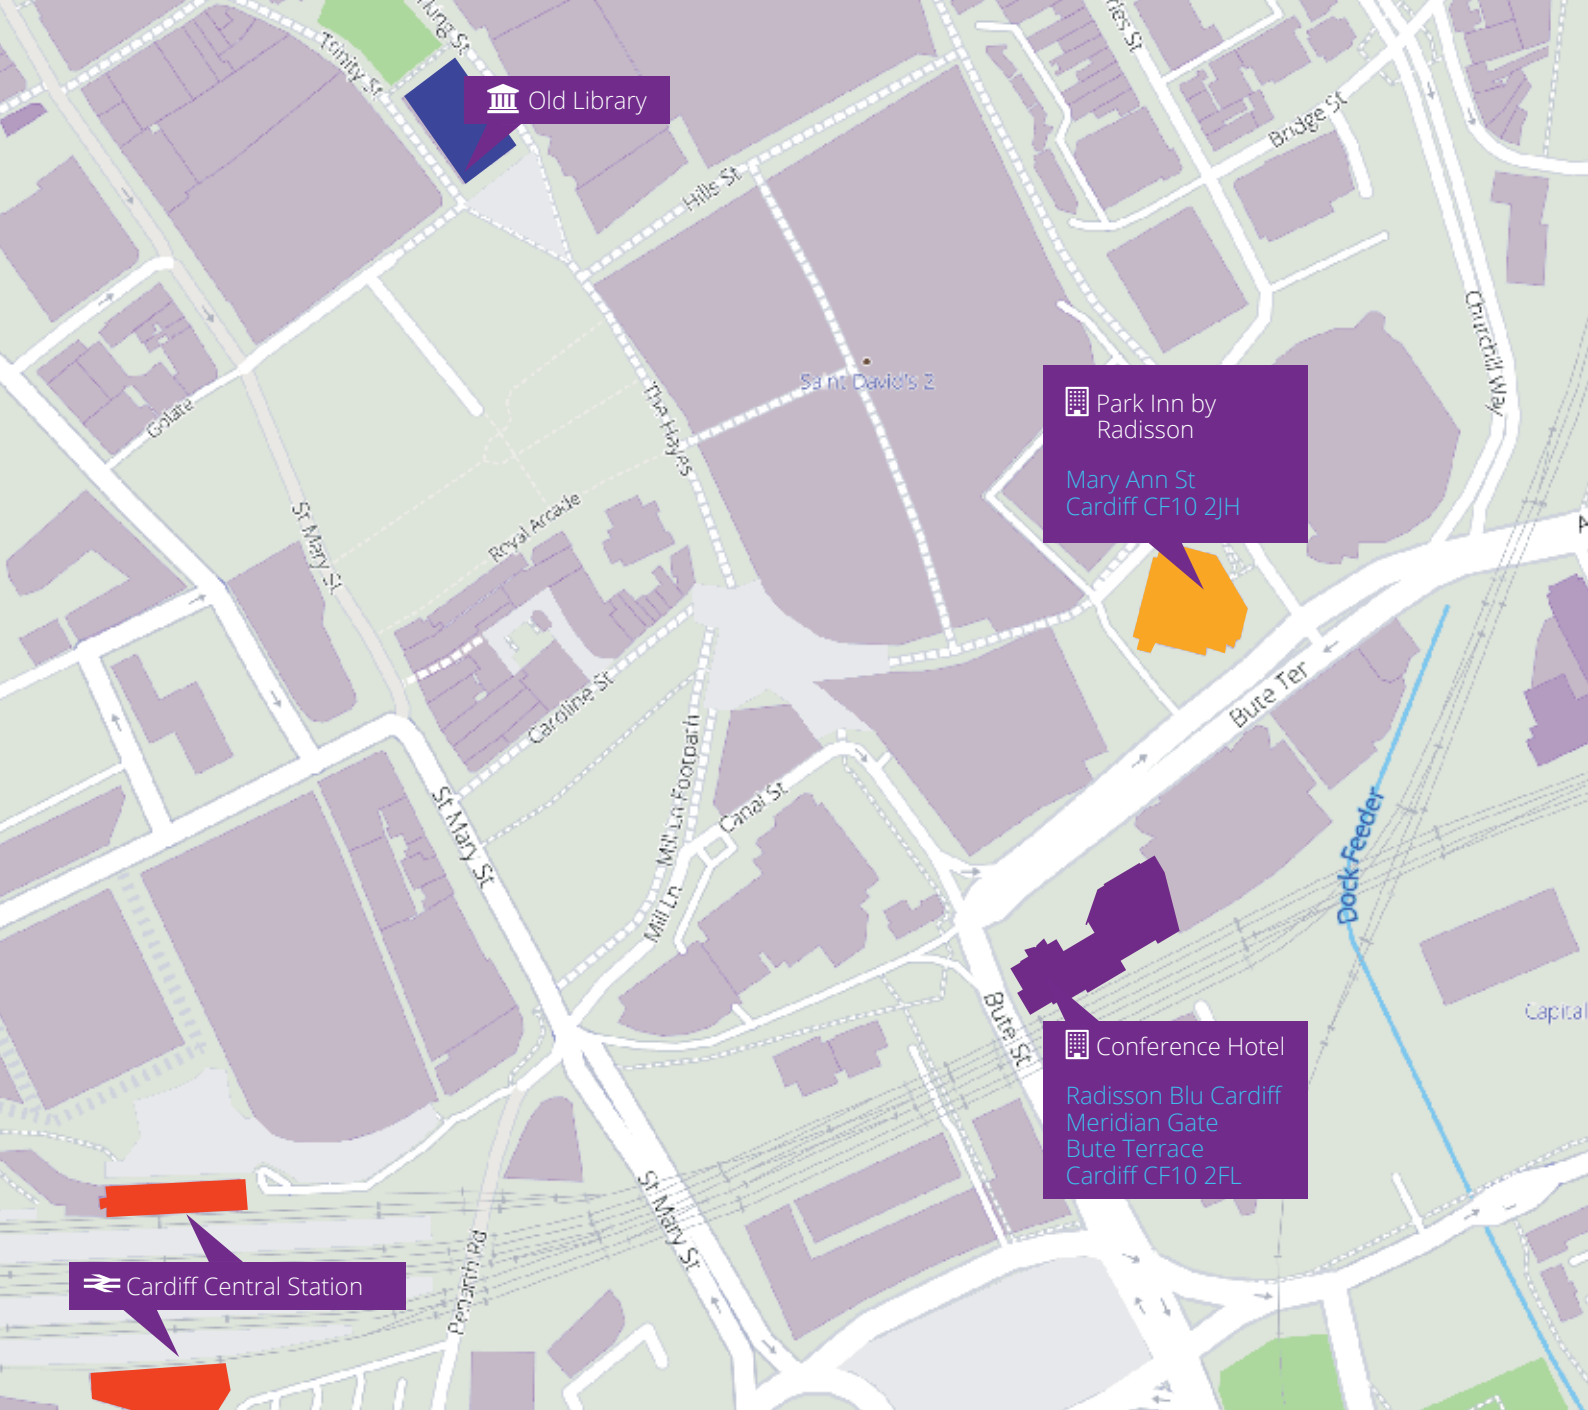 Trinity St
Old Library
Bridge St
Hills St
Churchill Way
Saint David's 2
Golate
The Hayes
Park Inn by
Radisson
Mary Ann St
Cardiff CF10 2JH
St Mary St
Royal Arcade
Caroline St
Bute Ter
Mill Ln Footpath
Canal St
St Mary St
Dock Feeder
Mill Ln
Bute St
Capital
Conference Hotel
Radisson Blu Cardiff
Meridian Gate
Bute Terrace
Cardiff CF10 2FL
St Mary St
Penarth Rd
Cardiff Central Station